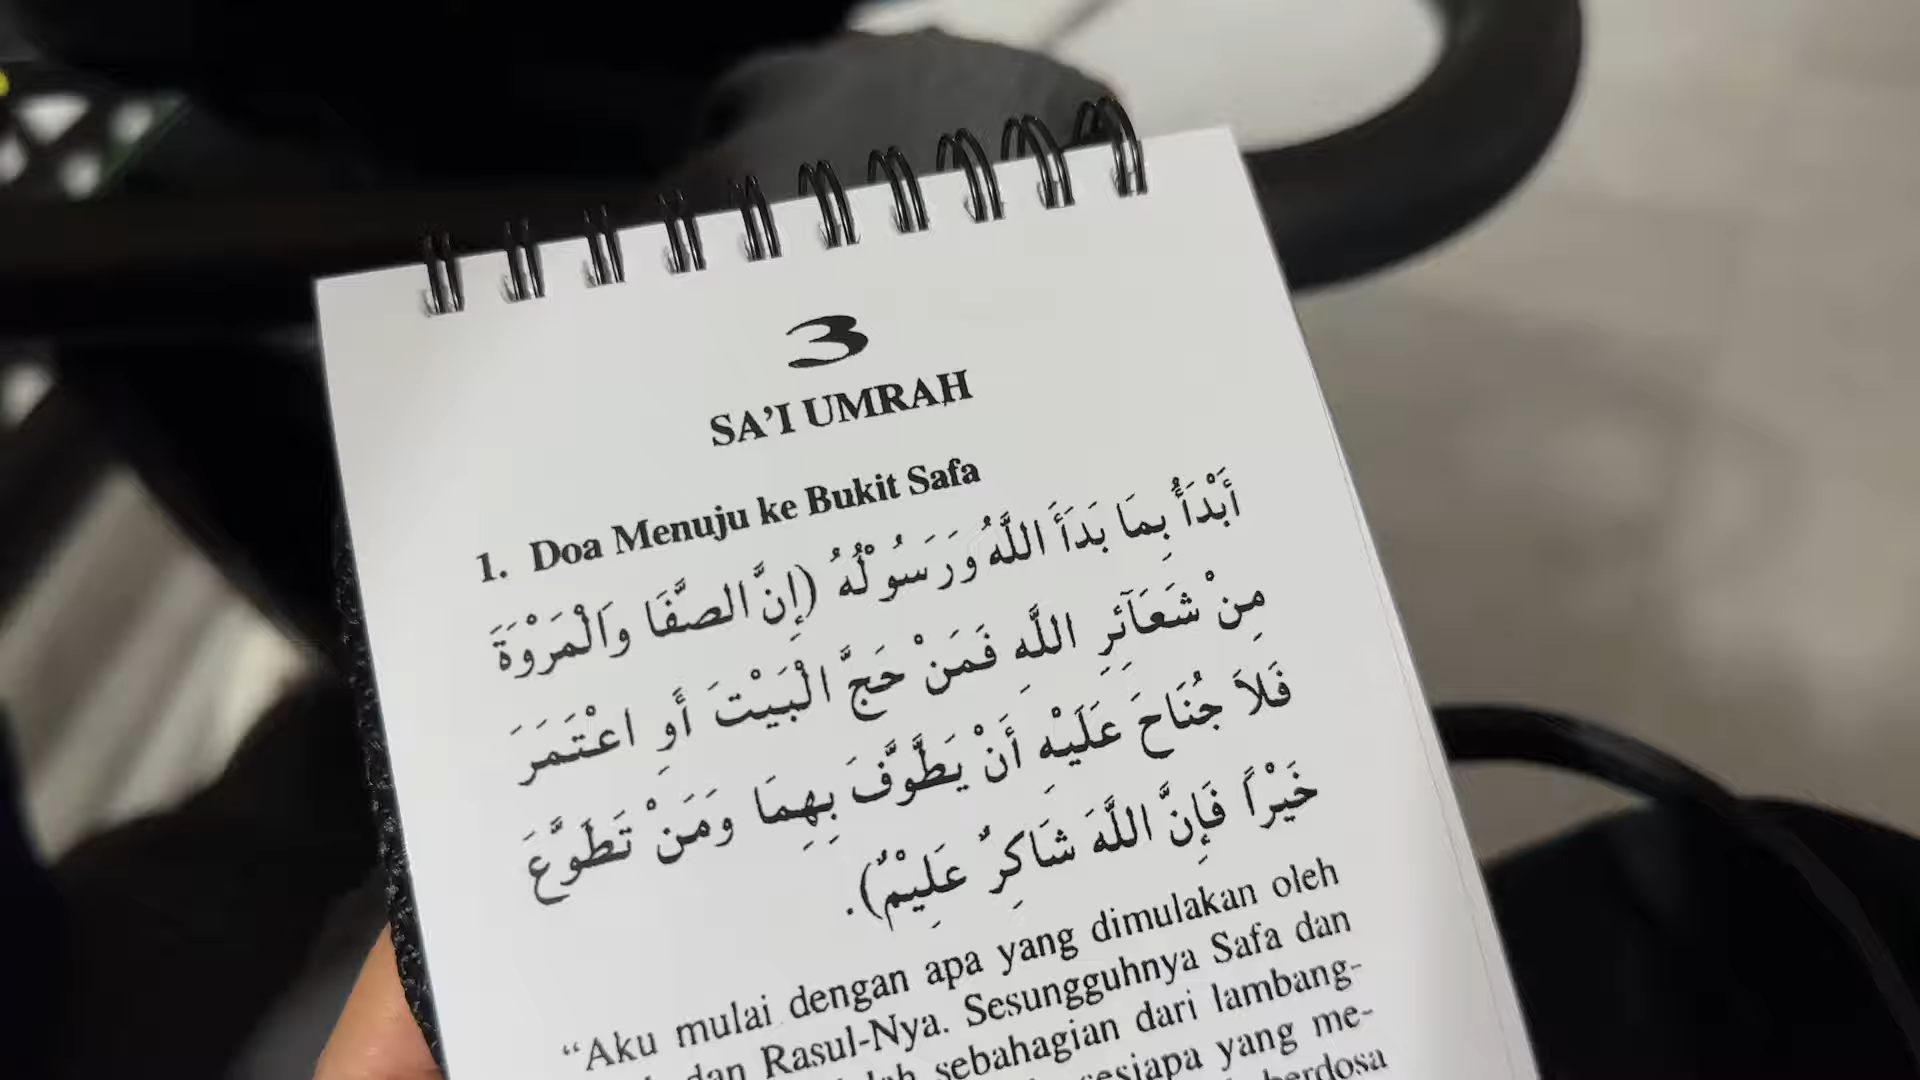 3
SA’I UMRAH
1. Doa Menuju ke Bukit Safa
أَبْدَأُ بِمَا بَدَأَ اللَّهُ وَرَسُوْلُهُ (إِنَّ الصَّفَا وَالْمَرْوَةَ
مِنْ شَعَآئِرِ اللَّهِ فَمَنْ حَجَّ الْبَيْتَ أَوِ اعْتَمَرَ
فَلاَ جُنَاحَ عَلَيْهِ أَنْ يَطَّوَّفَ بِهِمَا وَمَنْ تَطَوَّعَ
خَيْرًا فَإِنَّ اللَّهَ شَاكِرٌ عَلِيْمٌ).
“Aku mulai dengan apa yang dimulakan oleh
dan Rasul-Nya. Sesungguhnya Safa dan
sebahagian dari lambang-
yang me-
berdosa